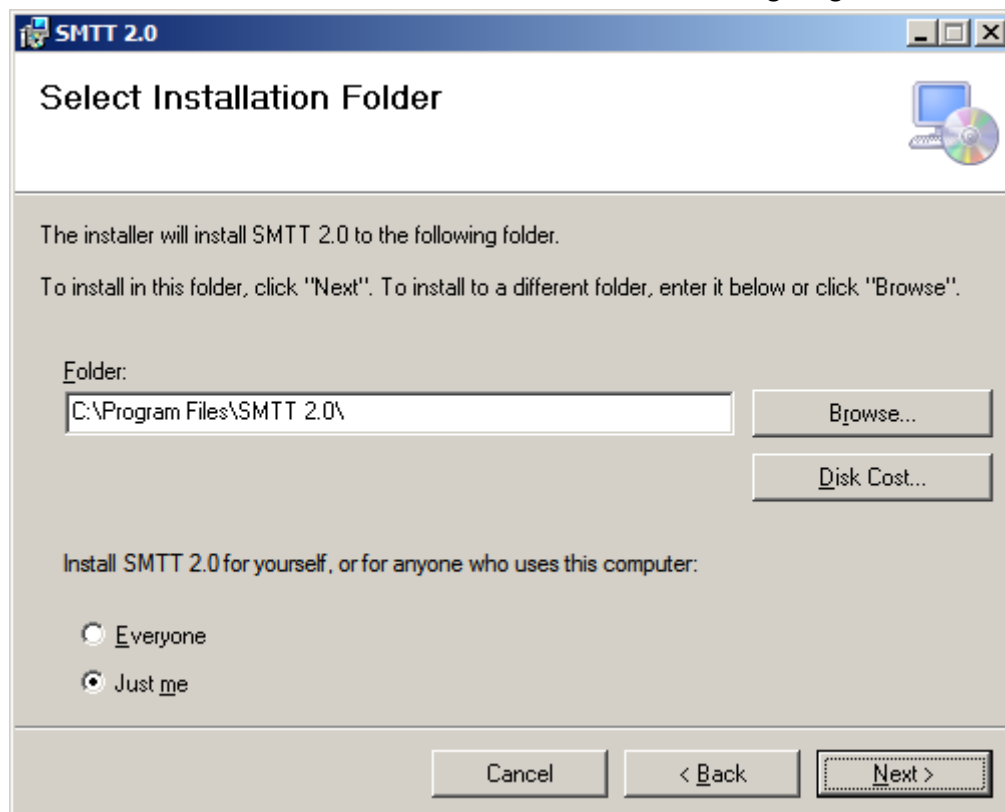 SMTT 2.0
Select Installation Folder
The installer will install SMTT 2.0 to the following folder.
To install in this folder, click "Next". To install to a different folder, enter it below or click "Browse".
Folder:
C:\Program Files\SMTT 2.0\
Browse...
Disk Cost...
Install SMTT 2.0 for yourself, or for anyone who uses this computer:
Everyone
Just me
Cancel
< Back
Next >